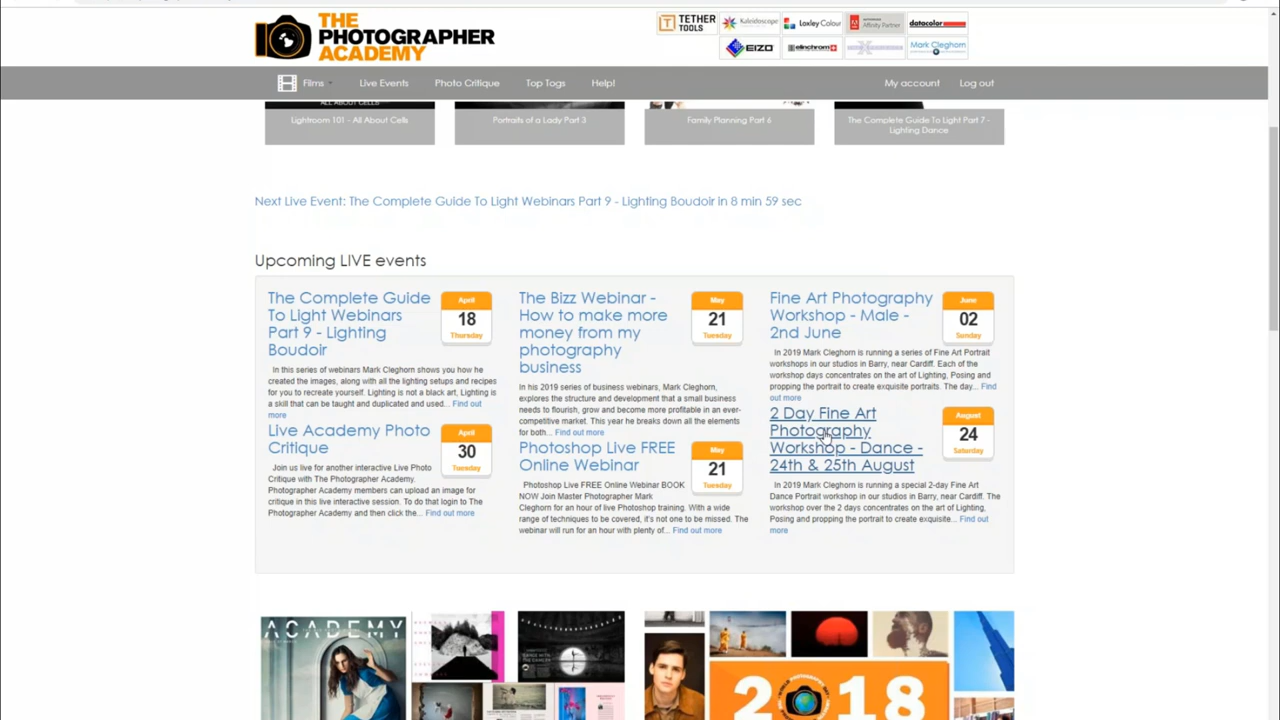 THE
PHOTOGRAPHER
ACADEMY
TETHER
TOOLS
Kaleidoscope
Loxley Colour
Affinity Partner
datacolor
EIZO
elinchrom
Mark Cleghorn
Films
Live Events
Photo Critique
Top Togs
Help!
My account
Log out
ALL ABOUT CELLS
Lightroom 101 - All About Cells
Portraits of a Lady Part 3
Family Planning Part 6
The Complete Guide To Light Part 7 -
Lighting Dance
Next Live Event: The Complete Guide To Light Webinars Part 9 - Lighting Boudoir in 8 min 59 sec
Upcoming LIVE events
The Complete Guide
To Light Webinars
Part 9 - Lighting
Boudoir
April
18
Thursday
In this series of webinars Mark Cleghorn shows you how he
created the images, along with all the lighting setups and recipes
for you to recreate yourself. Lighting is not a black art, Lighting is
a skill that can be taught and duplicated and used... Find out
more
Live Academy Photo
Critique
April
30
Tuesday
Join us live for another interactive Live Photo
Critique with The Photographer Academy.
Photographer Academy members can upload an image for
critique in this live interactive session. To do that login to The
Photographer Academy and then click the... Find out more
The Bizz Webinar -
How to make more
money from my
photography
business
May
21
Tuesday
In his 2019 series of business webinars, Mark Cleghorn,
explores the structure and development that a small business
needs to flourish, grow and become more profitable in an ever-
competitive market. This year he breaks down all the elements
for both... Find out more
Photoshop Live FREE
Online Webinar
May
21
Tuesday
Photoshop Live FREE Online Webinar BOOK
NOW Join Master Photographer Mark
Cleghorn for an hour of live Photoshop training. With a wide
range of techniques to be covered, it's not one to be missed. The
webinar will run for an hour with plenty of... Find out more
Fine Art Photography
Workshop - Male -
2nd June
June
02
Sunday
In 2019 Mark Cleghorn is running a series of Fine Art Portrait
workshops in our studios in Barry, near Cardiff. Each of the
workshop days concentrates on the art of Lighting, Posing and
propping the portrait to create exquisite portraits. The day... Find
out more
2 Day Fine Art
Photography
Workshop - Dance -
24th & 25th August
August
24
Saturday
In 2019 Mark Cleghorn is running a special 2-day Fine Art
Dance Portrait workshop in our studios in Barry, near Cardiff. The
workshop over the 2 days concentrates on the art of Lighting,
Posing and propping the portrait to create exquisite... Find out
more
ACADEMY
2018